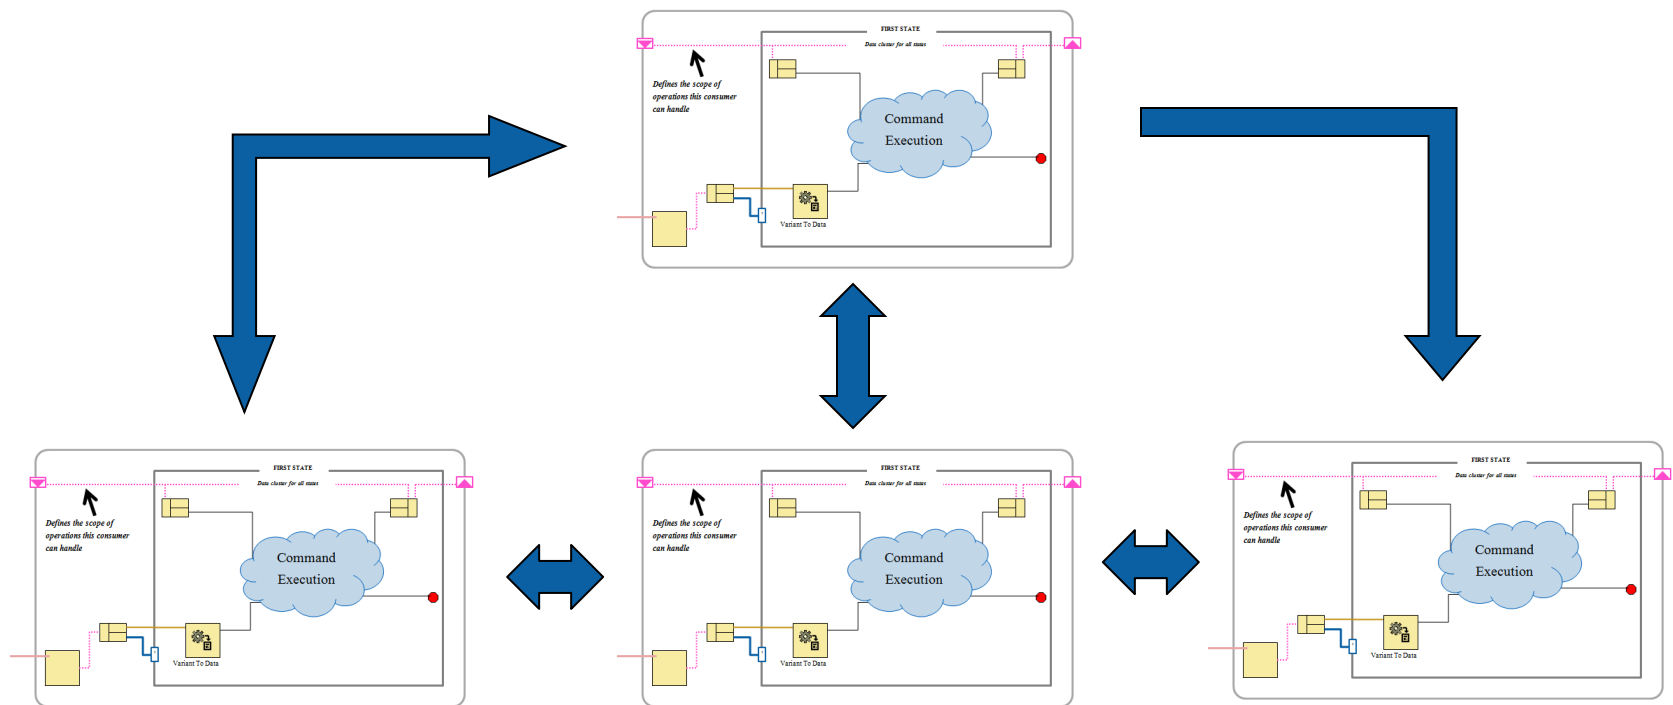 FIRST STATE
Data cluster for all states
Defines the scope of
operations this consumer
can handle
Command
Execution
Variant To Data
FIRST STATE
Data cluster for all states
Defines the scope of
operations this consumer
can handle
Command
Execution
Variant To Data
FIRST STATE
Data cluster for all states
Defines the scope of
operations this consumer
can handle
Command
Execution
Variant To Data
FIRST STATE
Data cluster for all states
Defines the scope of
operations this consumer
can handle
Command
Execution
Variant To Data